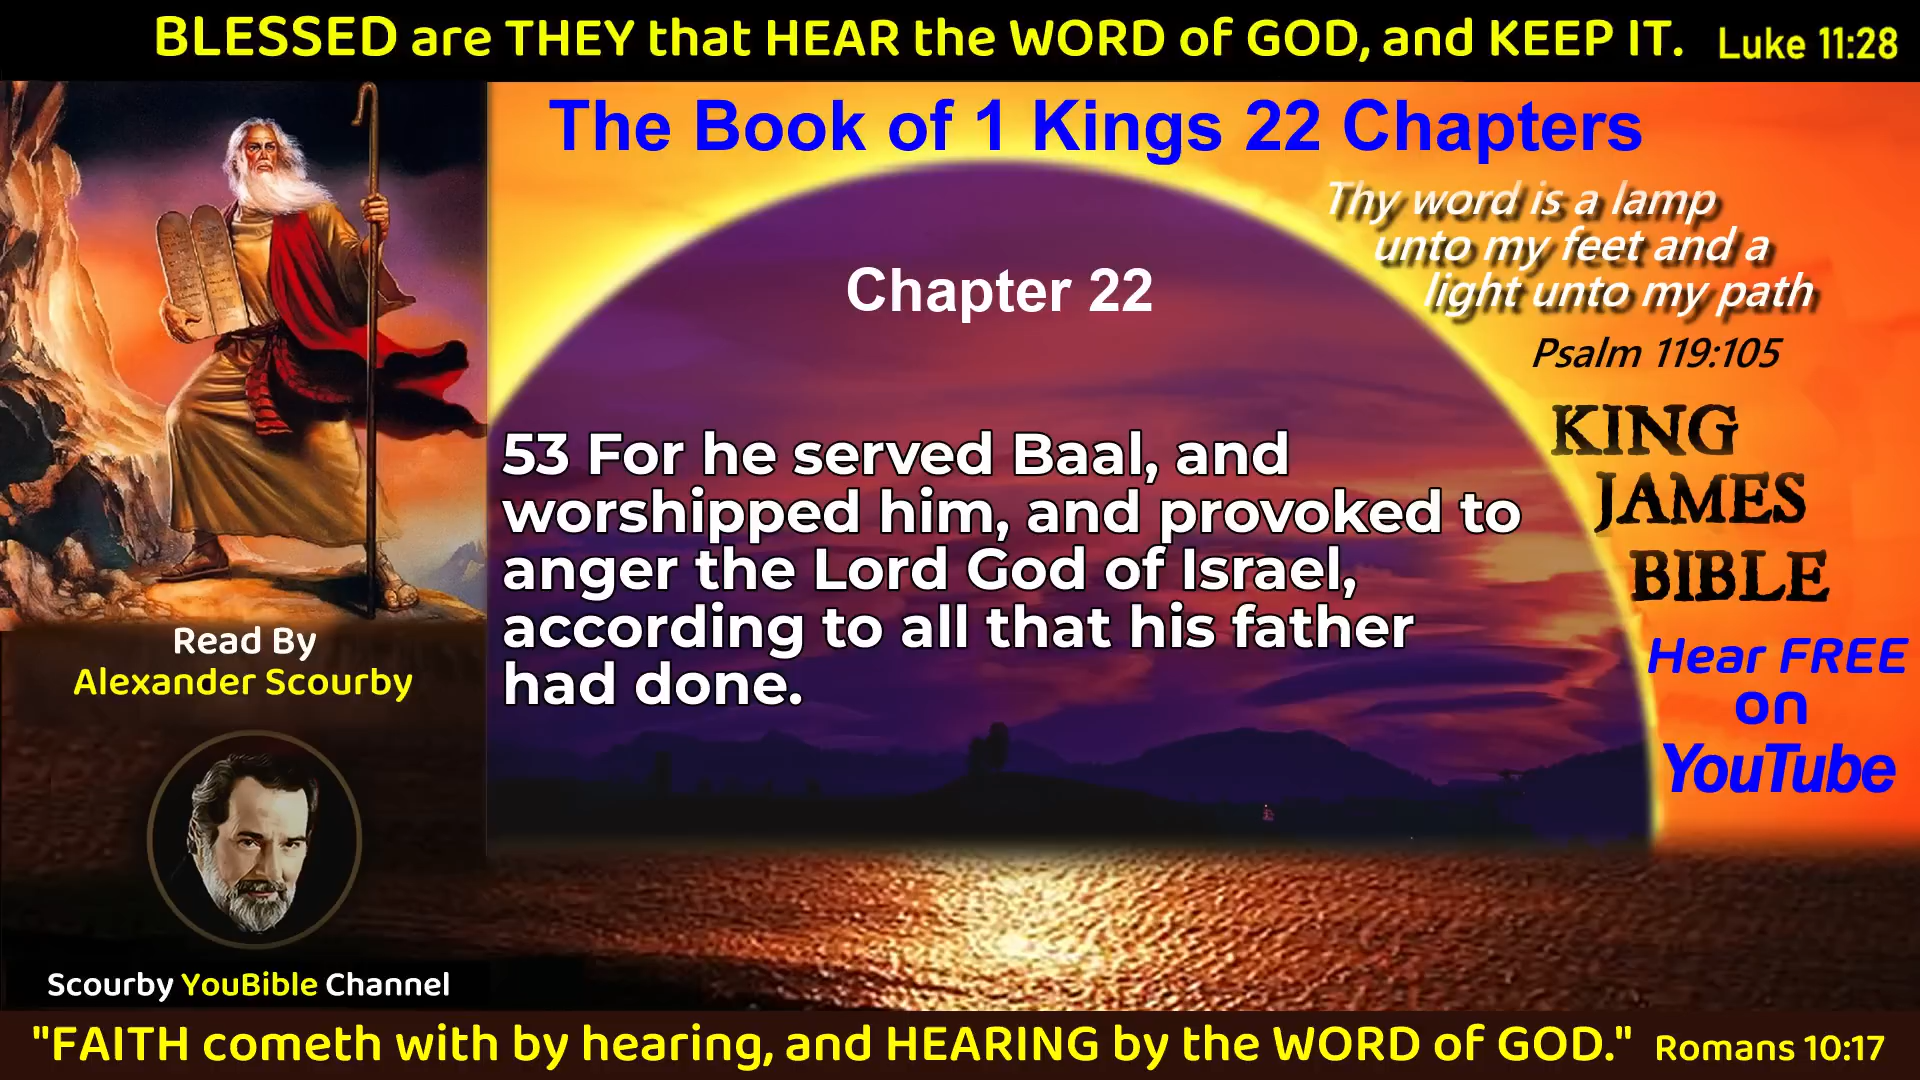 BLESSED are THEY that HEAR the WORD of GOD, and KEEP IT. Luke 11:28
The Book of 1 Kings 22 Chapters
Thy word is a lamp
unto my feet and a
light unto my path
Psalm 119:105
Chapter 22
53 For he served Baal, and
worshipped him, and provoked to
anger the Lord God of Israel,
according to all that his father
had done.
KING
JAMES
BIBLE
Hear FREE
on
YouTube
Read By
Alexander Scourby
Scourby YouBible Channel
"FAITH cometh with by hearing, and HEARING by the WORD of GOD." Romans 10:17